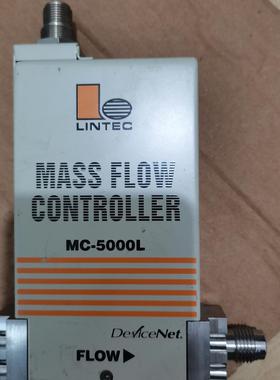 LINTEC
MASS FLOW
CONTROLLER
MC-5000L
DeviceNet.
FLOW▶